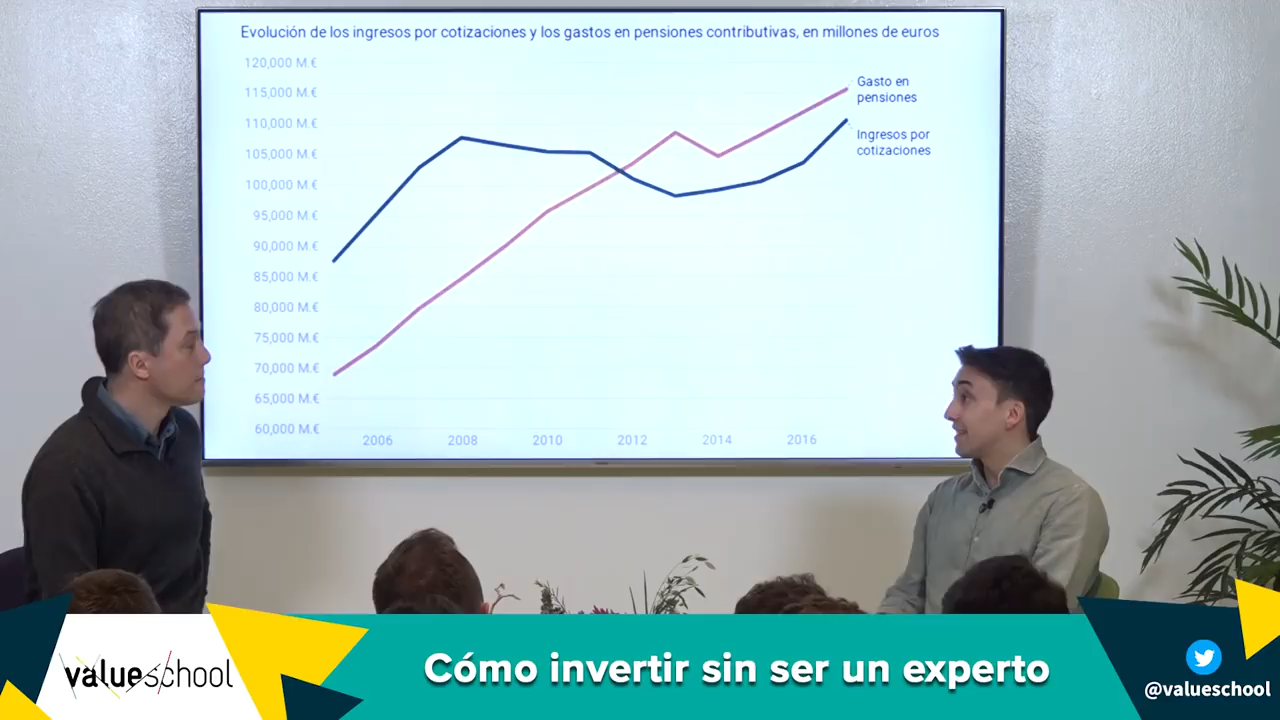 Evolución de los ingresos por cotizaciones y los gastos en pensiones contributivas, en millones de euros
120,000 M.€
115,000 M.€
110,000 M.€
105,000 M.€
100,000 M.€
95,000 M.€
90,000 M.€
85,000 M.€
80,000 M.€
75,000 M.€
70,000 M.€
65,000 M.€
60,000 M.€
Gasto en
pensiones
Ingresos por
cotizaciones
2006 2008 2010 2012 2014 2016
valueschool
Cómo invertir sin ser un experto
@valueschool